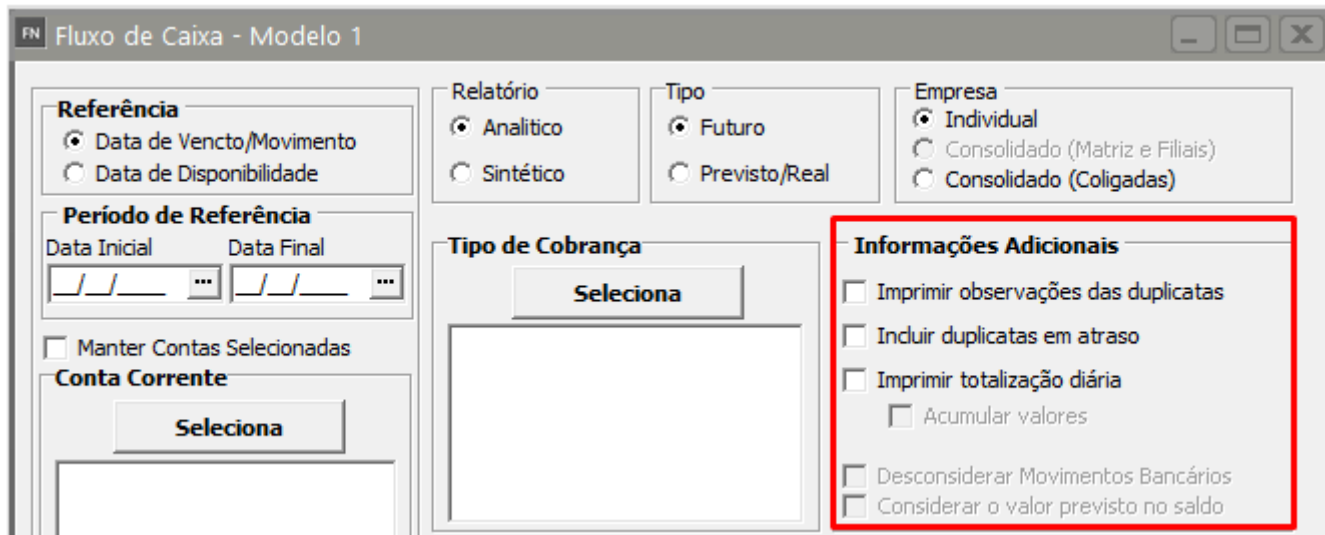 FN Fluxo de Caixa - Modelo 1
Referência
Data de Vencto/Movimento
Data de Disponibilidade
Relatório
Analitico
Sintético
Tipo
Futuro
Previsto/Real
Empresa
Individual
Consolidado (Matriz e Filiais)
Consolidado (Coligadas)
Período de Referência
Data Inicial Data Final
__/__/____ ... __/__/____ ...
Manter Contas Selecionadas
Conta Corrente
Seleciona
Tipo de Cobrança
Seleciona
Informações Adicionais
Imprimir observações das duplicatas
Incluir duplicatas em atraso
Imprimir totalização diária
Acumular valores
Desconsiderar Movimentos Bancários
Considerar o valor previsto no saldo